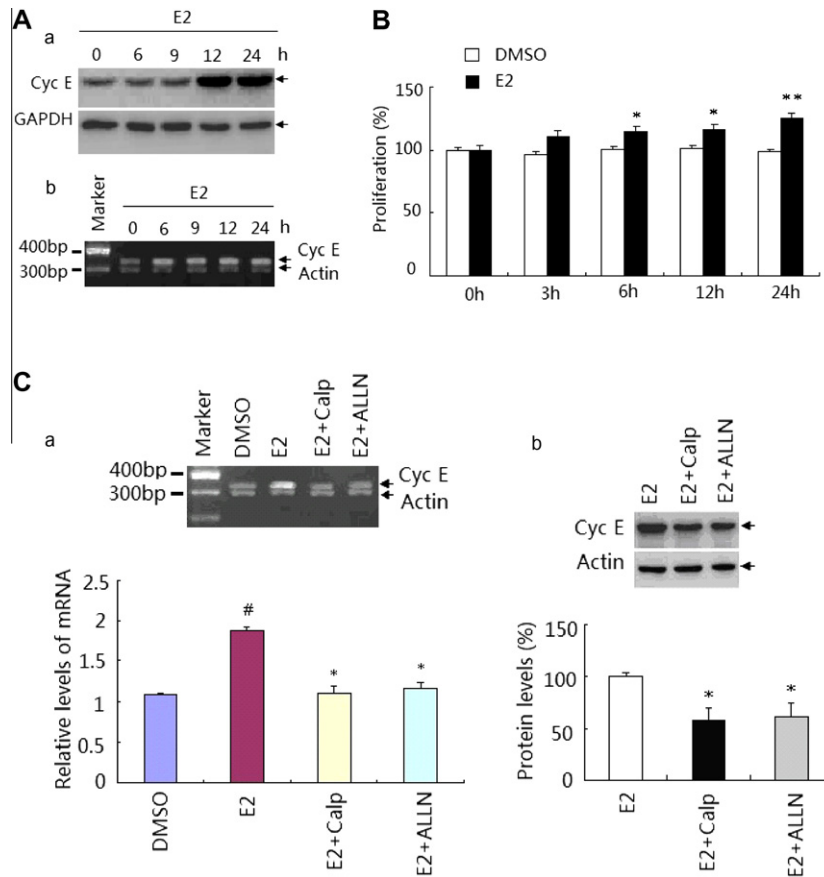 A
E2
a
0 6 9 12 24 h
Cyc E
GAPDH
b
Marker
E2
0 6 9 12 24 h
400bp
300bp
Cyc E
Actin
B
DMSO
E2
Proliferation (%)
150
100
50
0
* * **
0h 3h 6h 12h 24h
C
a
Marker DMSO E2 E2+Calp E2+ALLN
400bp
300bp
Cyc E
Actin
Relative levels of mRNA
2.5
2
1.5
1
0.5
0
# * *
DMSO E2 E2+Calp E2+ALLN
b
E2 E2+Calp E2+ALLN
Cyc E
Actin
Protein levels (%)
150
100
50
0
* *
E2 E2+Calp E2+ALLN